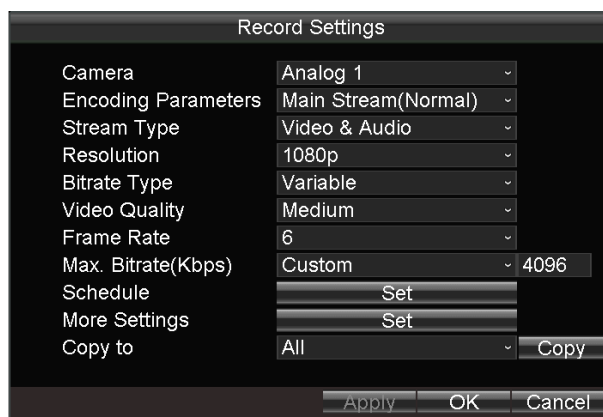 Record Settings
Camera Analog 1
Encoding Parameters Main Stream(Normal)
Stream Type Video & Audio
Resolution 1080p
Bitrate Type Variable
Video Quality Medium
Frame Rate 6
Max. Bitrate(Kbps) Custom 4096
Schedule Set
More Settings Set
Copy to All Copy
Apply OK Cancel